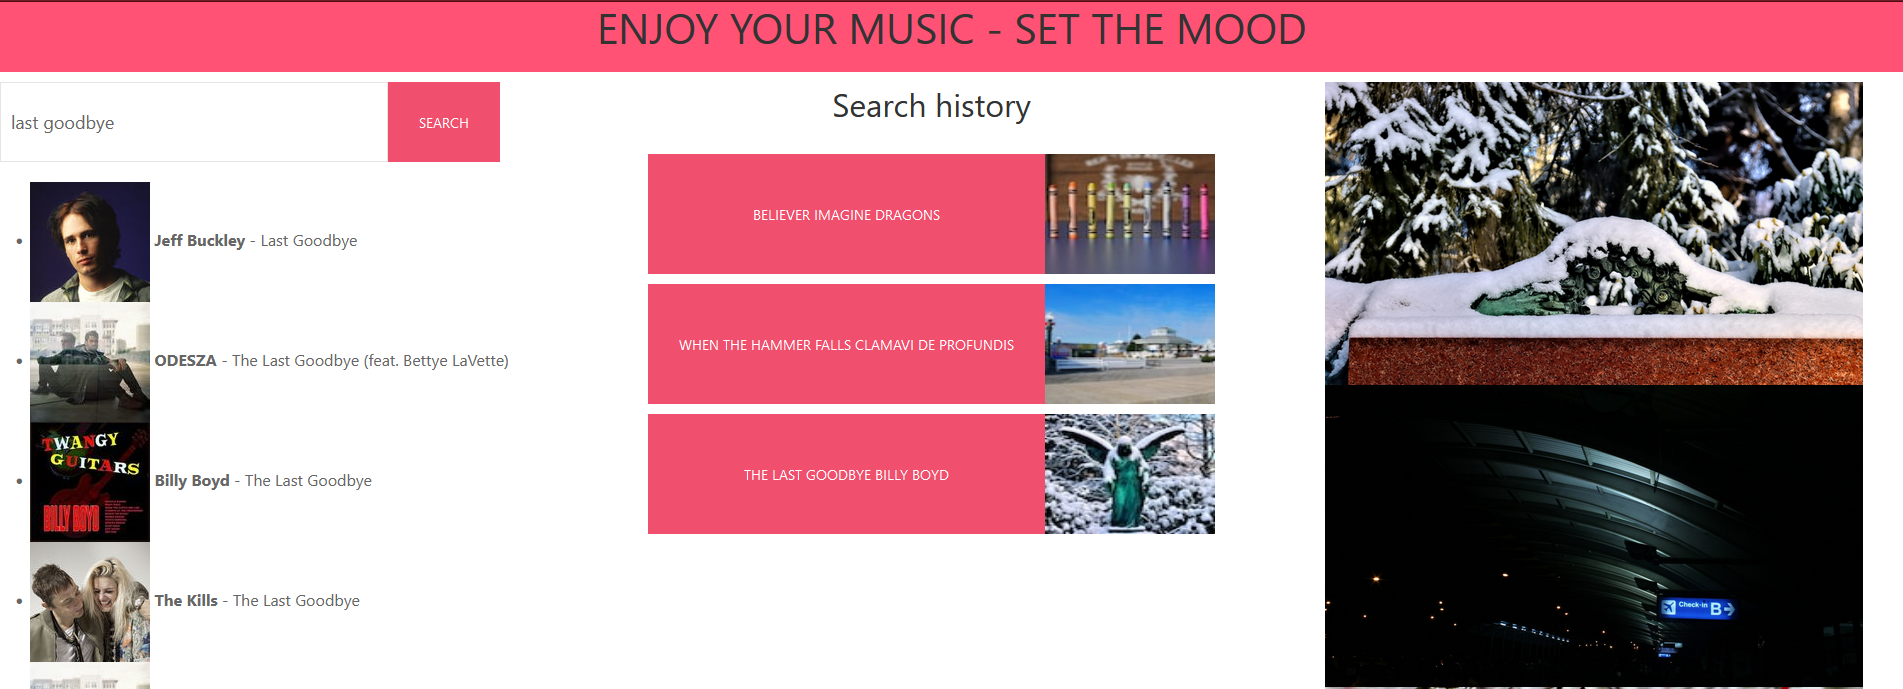 ENJOY YOUR MUSIC - SET THE MOOD
last goodbye
SEARCH
Jeff Buckley - Last Goodbye
ODESZA - The Last Goodbye (feat. Bettye LaVette)
TWANGY
GUITARS
BILLY BOYD
Billy Boyd - The Last Goodbye
The Kills - The Last Goodbye
Search history
BELIEVER IMAGINE DRAGONS
WHEN THE HAMMER FALLS CLAMAVI DE PROFUNDIS
THE LAST GOODBYE BILLY BOYD
Check-in B